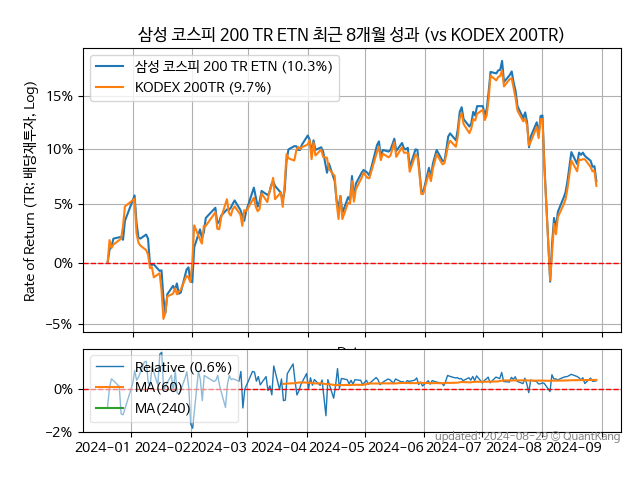 삼성 코스피 200 TR ETN 최근 8개월 성과 (vs KODEX 200TR)
Rate of Return (TR: 배당재투자, Log)
삼성 코스피 200 TR ETN (10.3%)
KODEX 200TR (9.7%)
15%
10%
5%
0%
−5%
Relative (0.6%)
MA(60)
MA(240)
0%
−2%
updated: 2024-08-29 © QuantKang
2024−01 2024−02 2024−03 2024−04 2024−05 2024−06 2024−07 2024−08 2024−09